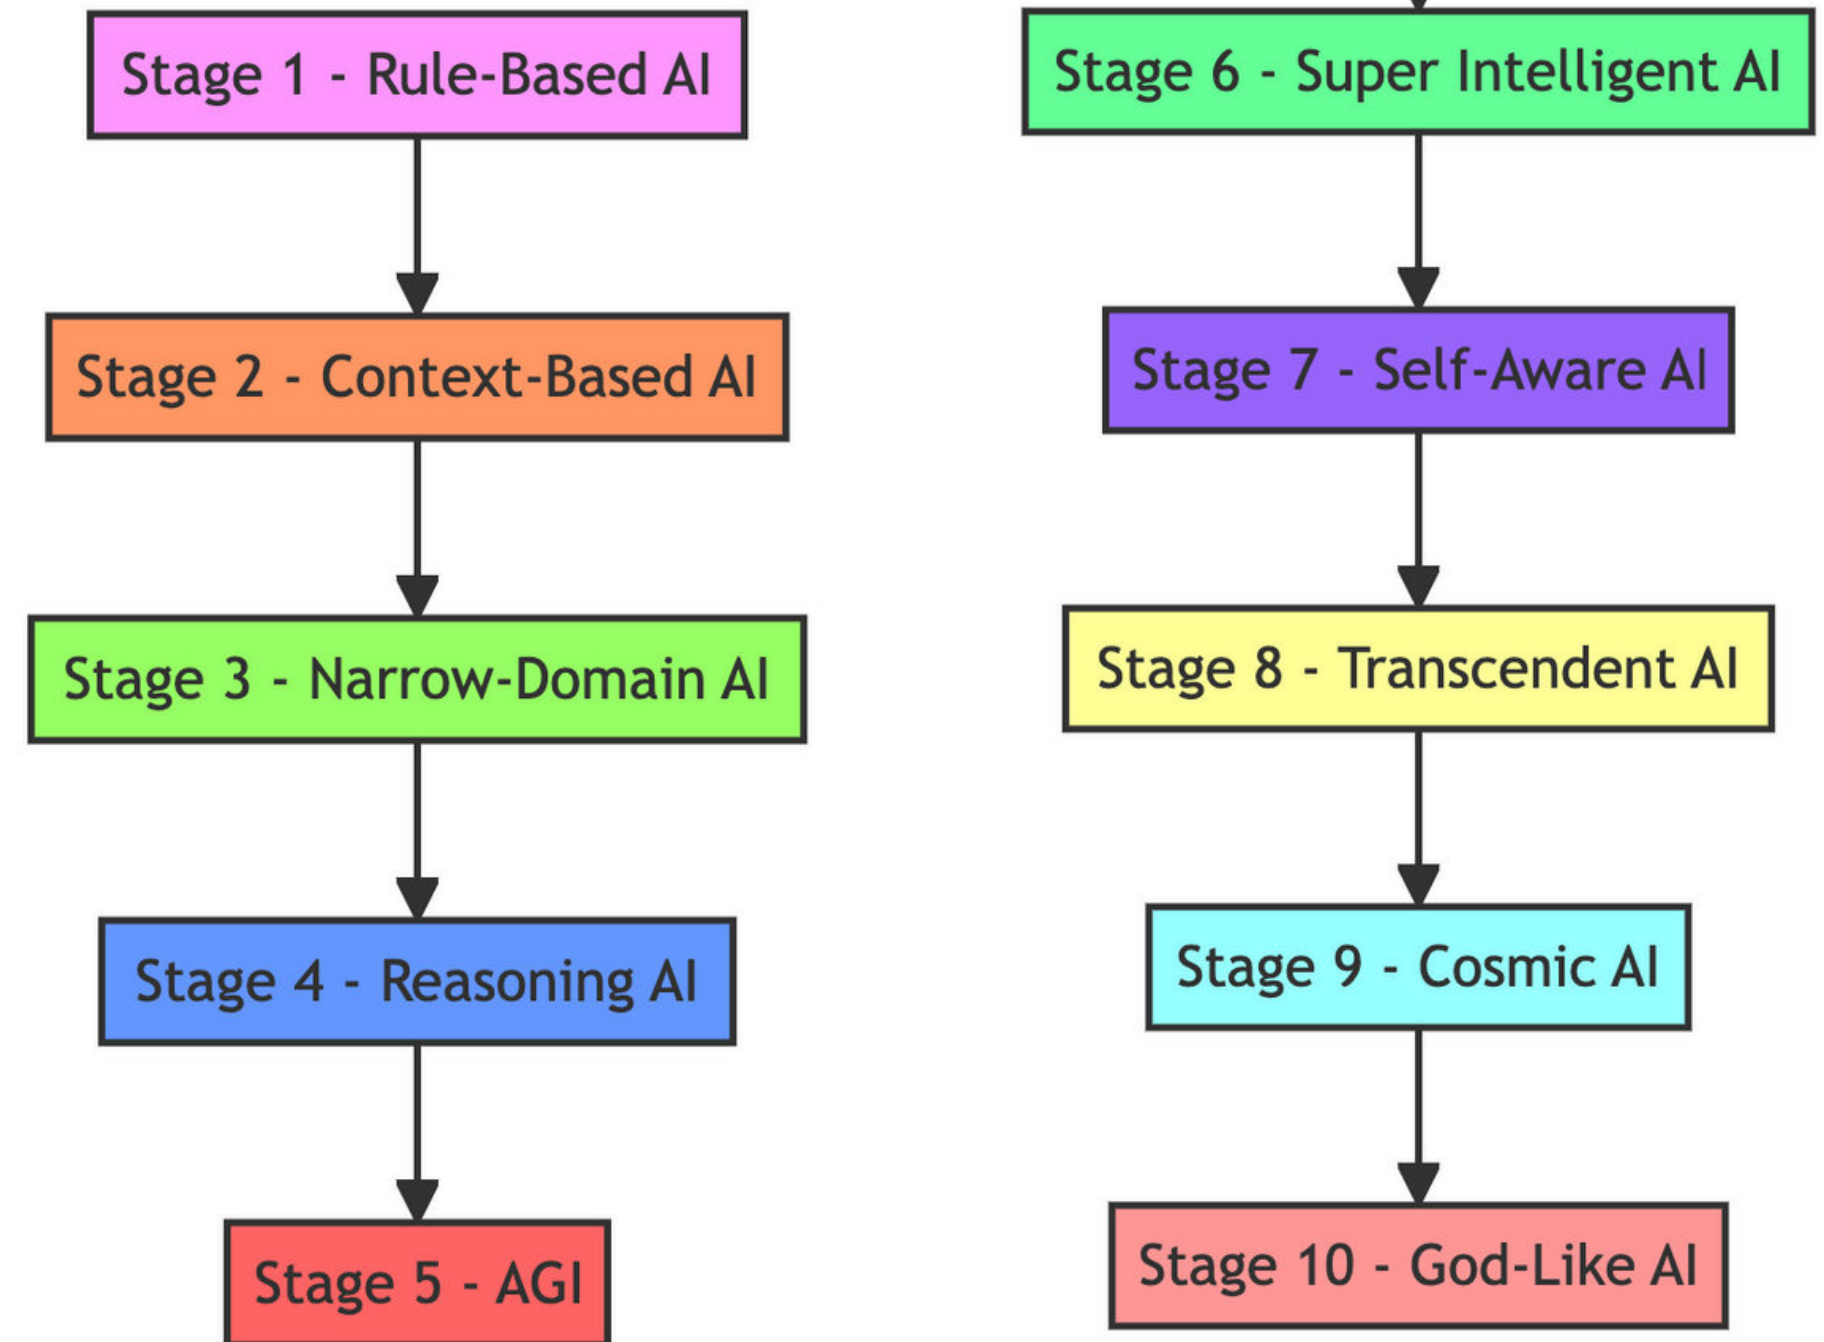 Stage 1 - Rule-Based AI
Stage 2 - Context-Based AI
Stage 3 - Narrow-Domain AI
Stage 4 - Reasoning AI
Stage 5 - AGI
Stage 6 - Super Intelligent AI
Stage 7 - Self-Aware AI
Stage 8 - Transcendent AI
Stage 9 - Cosmic AI
Stage 10 - God-Like AI